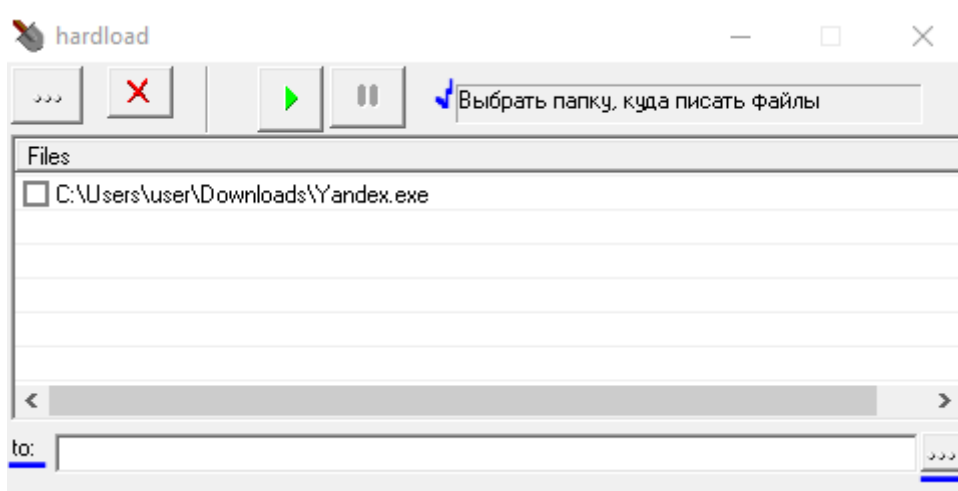 hardload
... Выбрать папку, куда писать файлы
Files
C:\Users\user\Downloads\Yandex.exe
to: ...